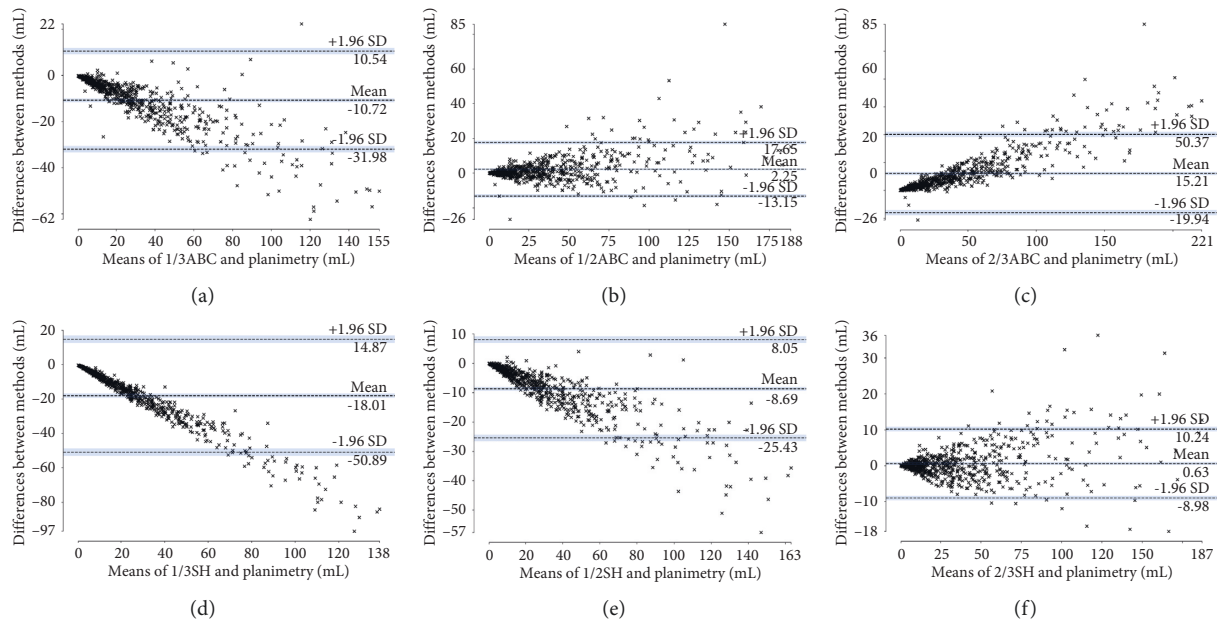 Differences between methods (mL)
22
0
−20
−40
−62
+1.96 SD
10.54
Mean
-10.72
-1.96 SD
-31.98
0 20 40 60 80 100 120 155
Means of 1/3ABC and planimetry (mL)
(a)
Differences between methods (mL)
85
60
40
20
0
−26
+1.96 SD
17.65
Mean
2.25
-1.96 SD
-13.15
0 25 50 75 100 125 175 188
Means of 1/2ABC and planimetry (mL)
(b)
Differences between methods (mL)
85
60
40
20
0
−26
+1.96 SD
50.37
Mean
15.21
-1.96 SD
-19.94
0 50 100 150 221
Means of 2/3ABC and planimetry (mL)
(c)
Differences between methods (mL)
20
0
−20
−40
−60
−80
−97
+1.96 SD
14.87
Mean
-18.01
-1.96 SD
-50.89
0 20 40 60 80 100 138
Means of 1/3SH and planimetry (mL)
(d)
Differences between methods (mL)
10
0
−10
−20
−30
−40
−50
−57
+1.96 SD
8.05
Mean
-8.69
-1.96 SD
-25.43
0 20 40 60 80 100 120 140 163
Means of 1/2SH and planimetry (mL)
(e)
Differences between methods (mL)
36
30
20
10
0
−10
−18
+1.96 SD
10.24
Mean
0.63
-1.96 SD
-8.98
0 25 50 75 100 125 150 187
Means of 2/3SH and planimetry (mL)
(f)